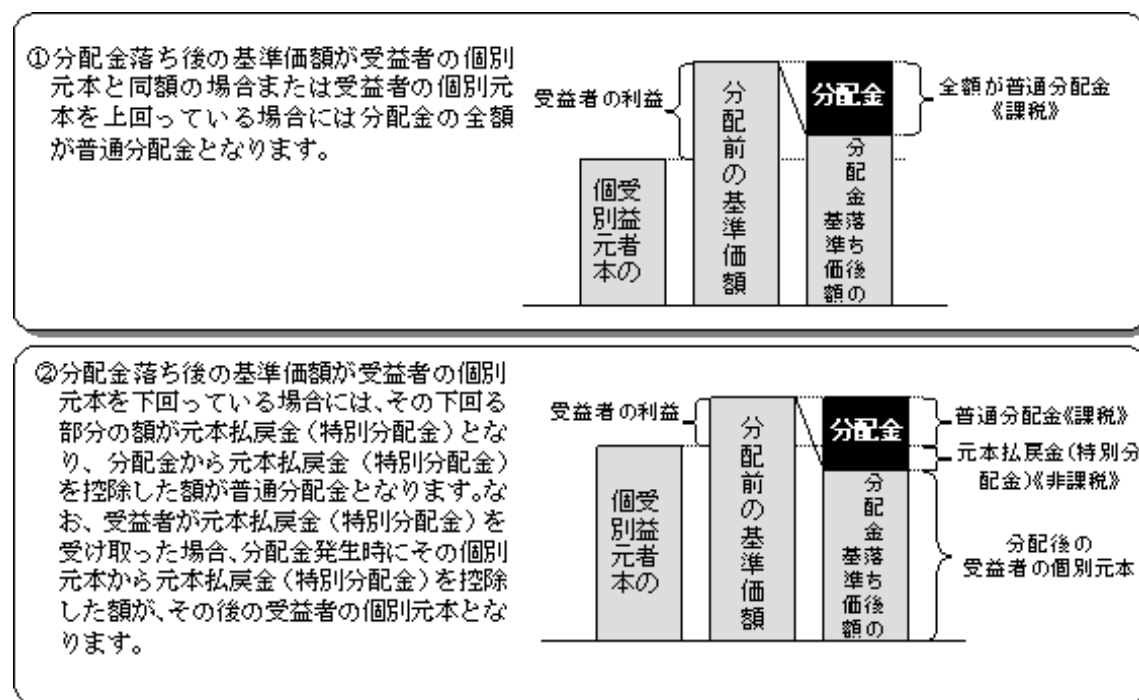 ①分配金落ち後の基準価額が受益者の個別
元本と同額の場合または受益者の個別元
本を上回っている場合には分配金の全額
が普通分配金となります。
受益者の利益
受益者の
個別元本
分配前の基準価額
分配金
分配金落ち後の
基準価額
全額が普通分配金
《課税》
②分配金落ち後の基準価額が受益者の個別
元本を下回っている場合には、その下回る
部分の額が元本払戻金（特別分配金）とな
り、分配金から元本払戻金（特別分配金）
を控除した額が普通分配金となります。な
お、受益者が元本払戻金（特別分配金）を
受け取った場合、分配金発生時にその個別
元本から元本払戻金（特別分配金）を控除
した額が、その後の受益者の個別元本とな
ります。
受益者の利益
受益者の
個別元本
分配前の基準価額
分配金
分配金落ち後の
基準価額
普通分配金《課税》
元本払戻金（特別分
配金）《非課税》
分配後の
受益者の個別元本